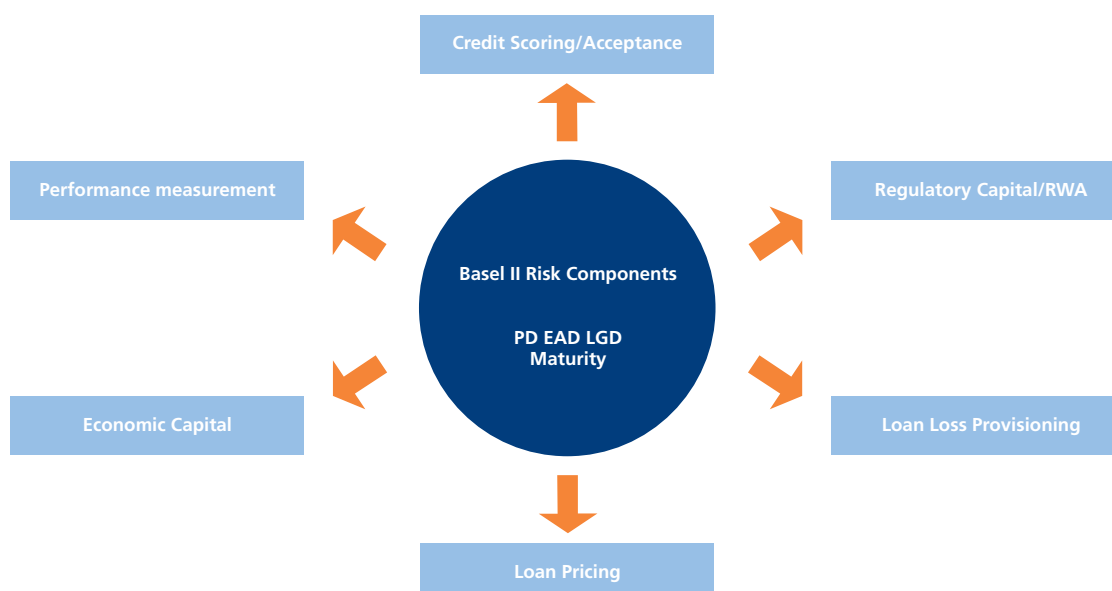 Credit Scoring/Acceptance
Performance measurement
Regulatory Capital/RWA
Basel II Risk Components
PD EAD LGD
Maturity
Economic Capital
Loan Loss Provisioning
Loan Pricing